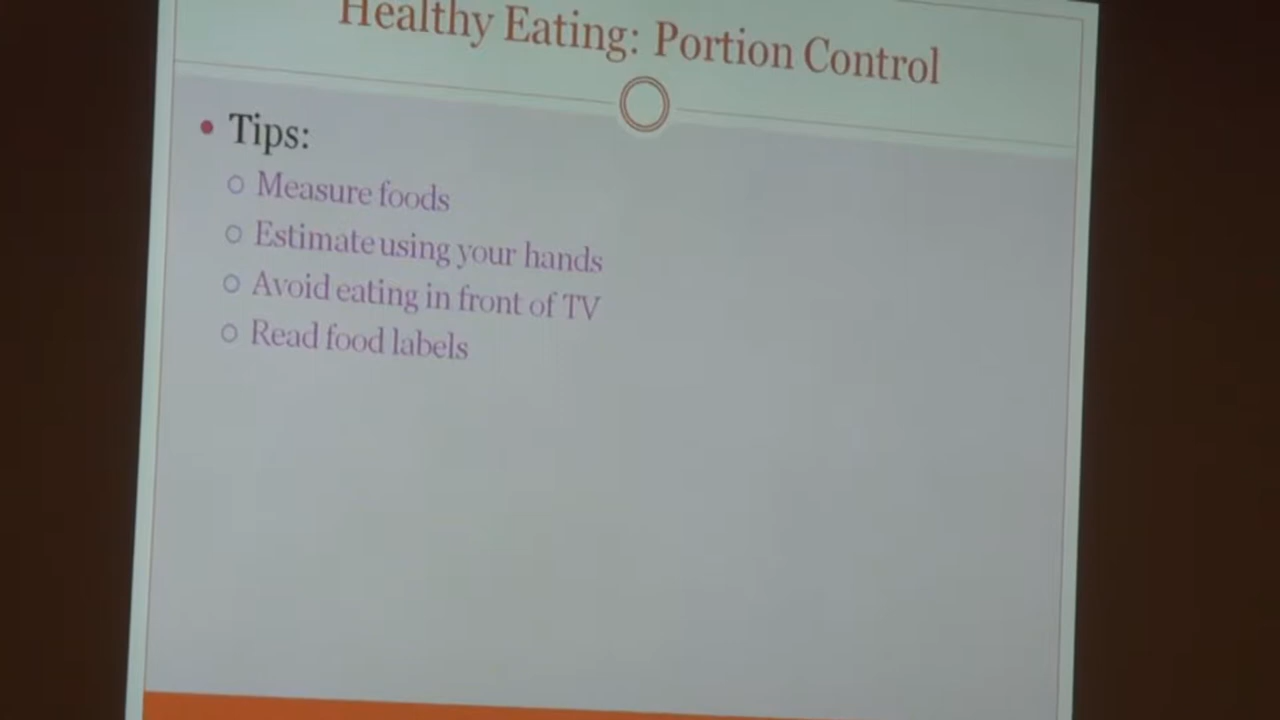 Healthy Eating: Portion Control
Tips:
Measure foods
Estimate using your hands
Avoid eating in front of TV
Read food labels